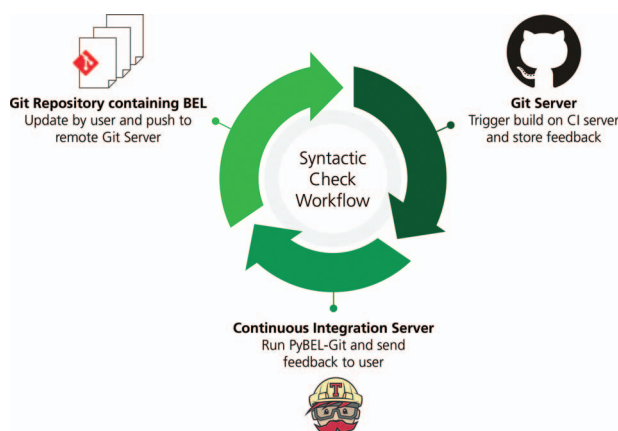 Git Repository containing BEL
Update by user and push to
remote Git Server
Git Server
Trigger build on CI server
and store feedback
Syntactic
Check
Workflow
Continuous Integration Server
Run PyBEL-Git and send
feedback to user
T